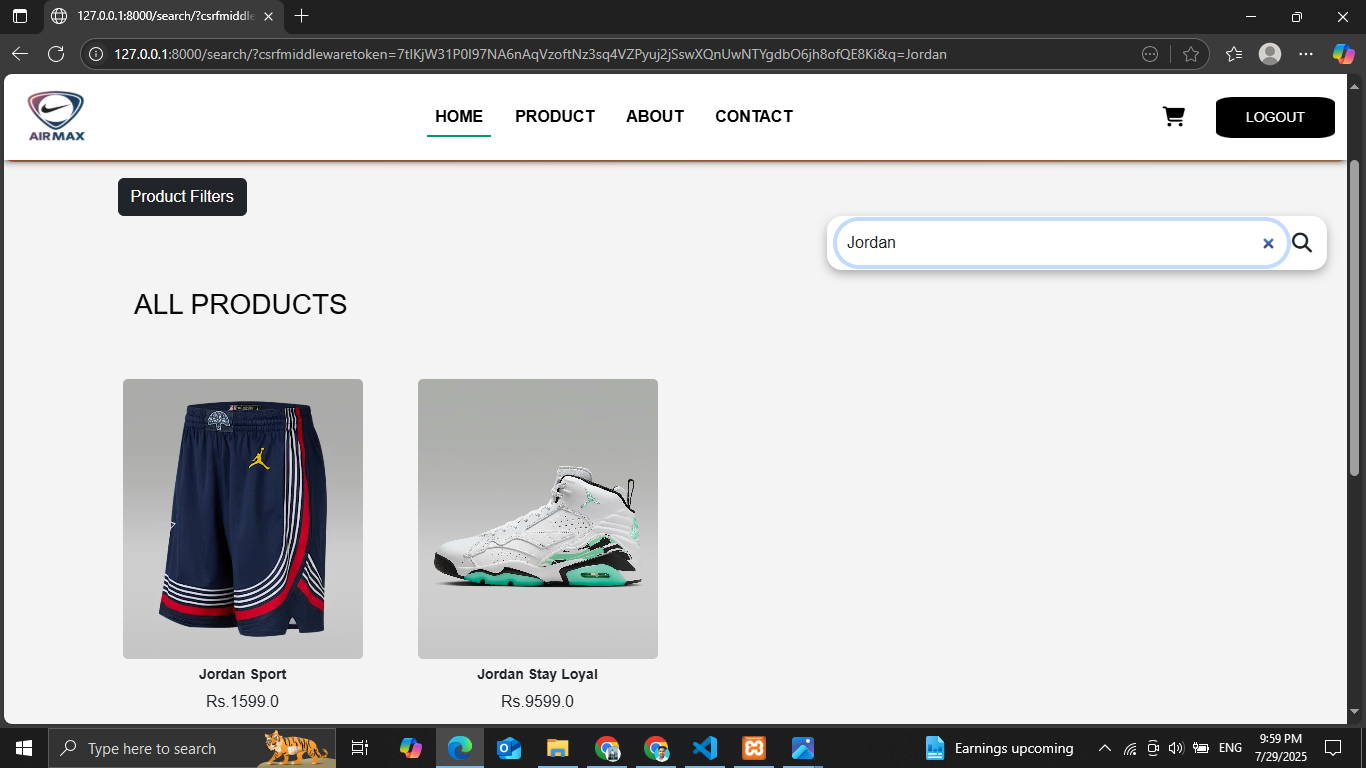 127.0.0.1:8000/search/?csrfmiddle
127.0.0.1:8000/search/?csrfmiddlewaretoken=7tIKjW31P0I97NA6nAqVzoftNz3sq4VZPyuj2jSswXQnUwNTYgdbO6jh8ofQE8Ki&q=Jordan
AIR MAX
HOME PRODUCT ABOUT CONTACT
LOGOUT
Product Filters
Jordan
ALL PRODUCTS
Jordan Sport
Rs.1599.0
Jordan Stay Loyal
Rs.9599.0
Type here to search
Earnings upcoming
ENG
9:59 PM
7/29/2025